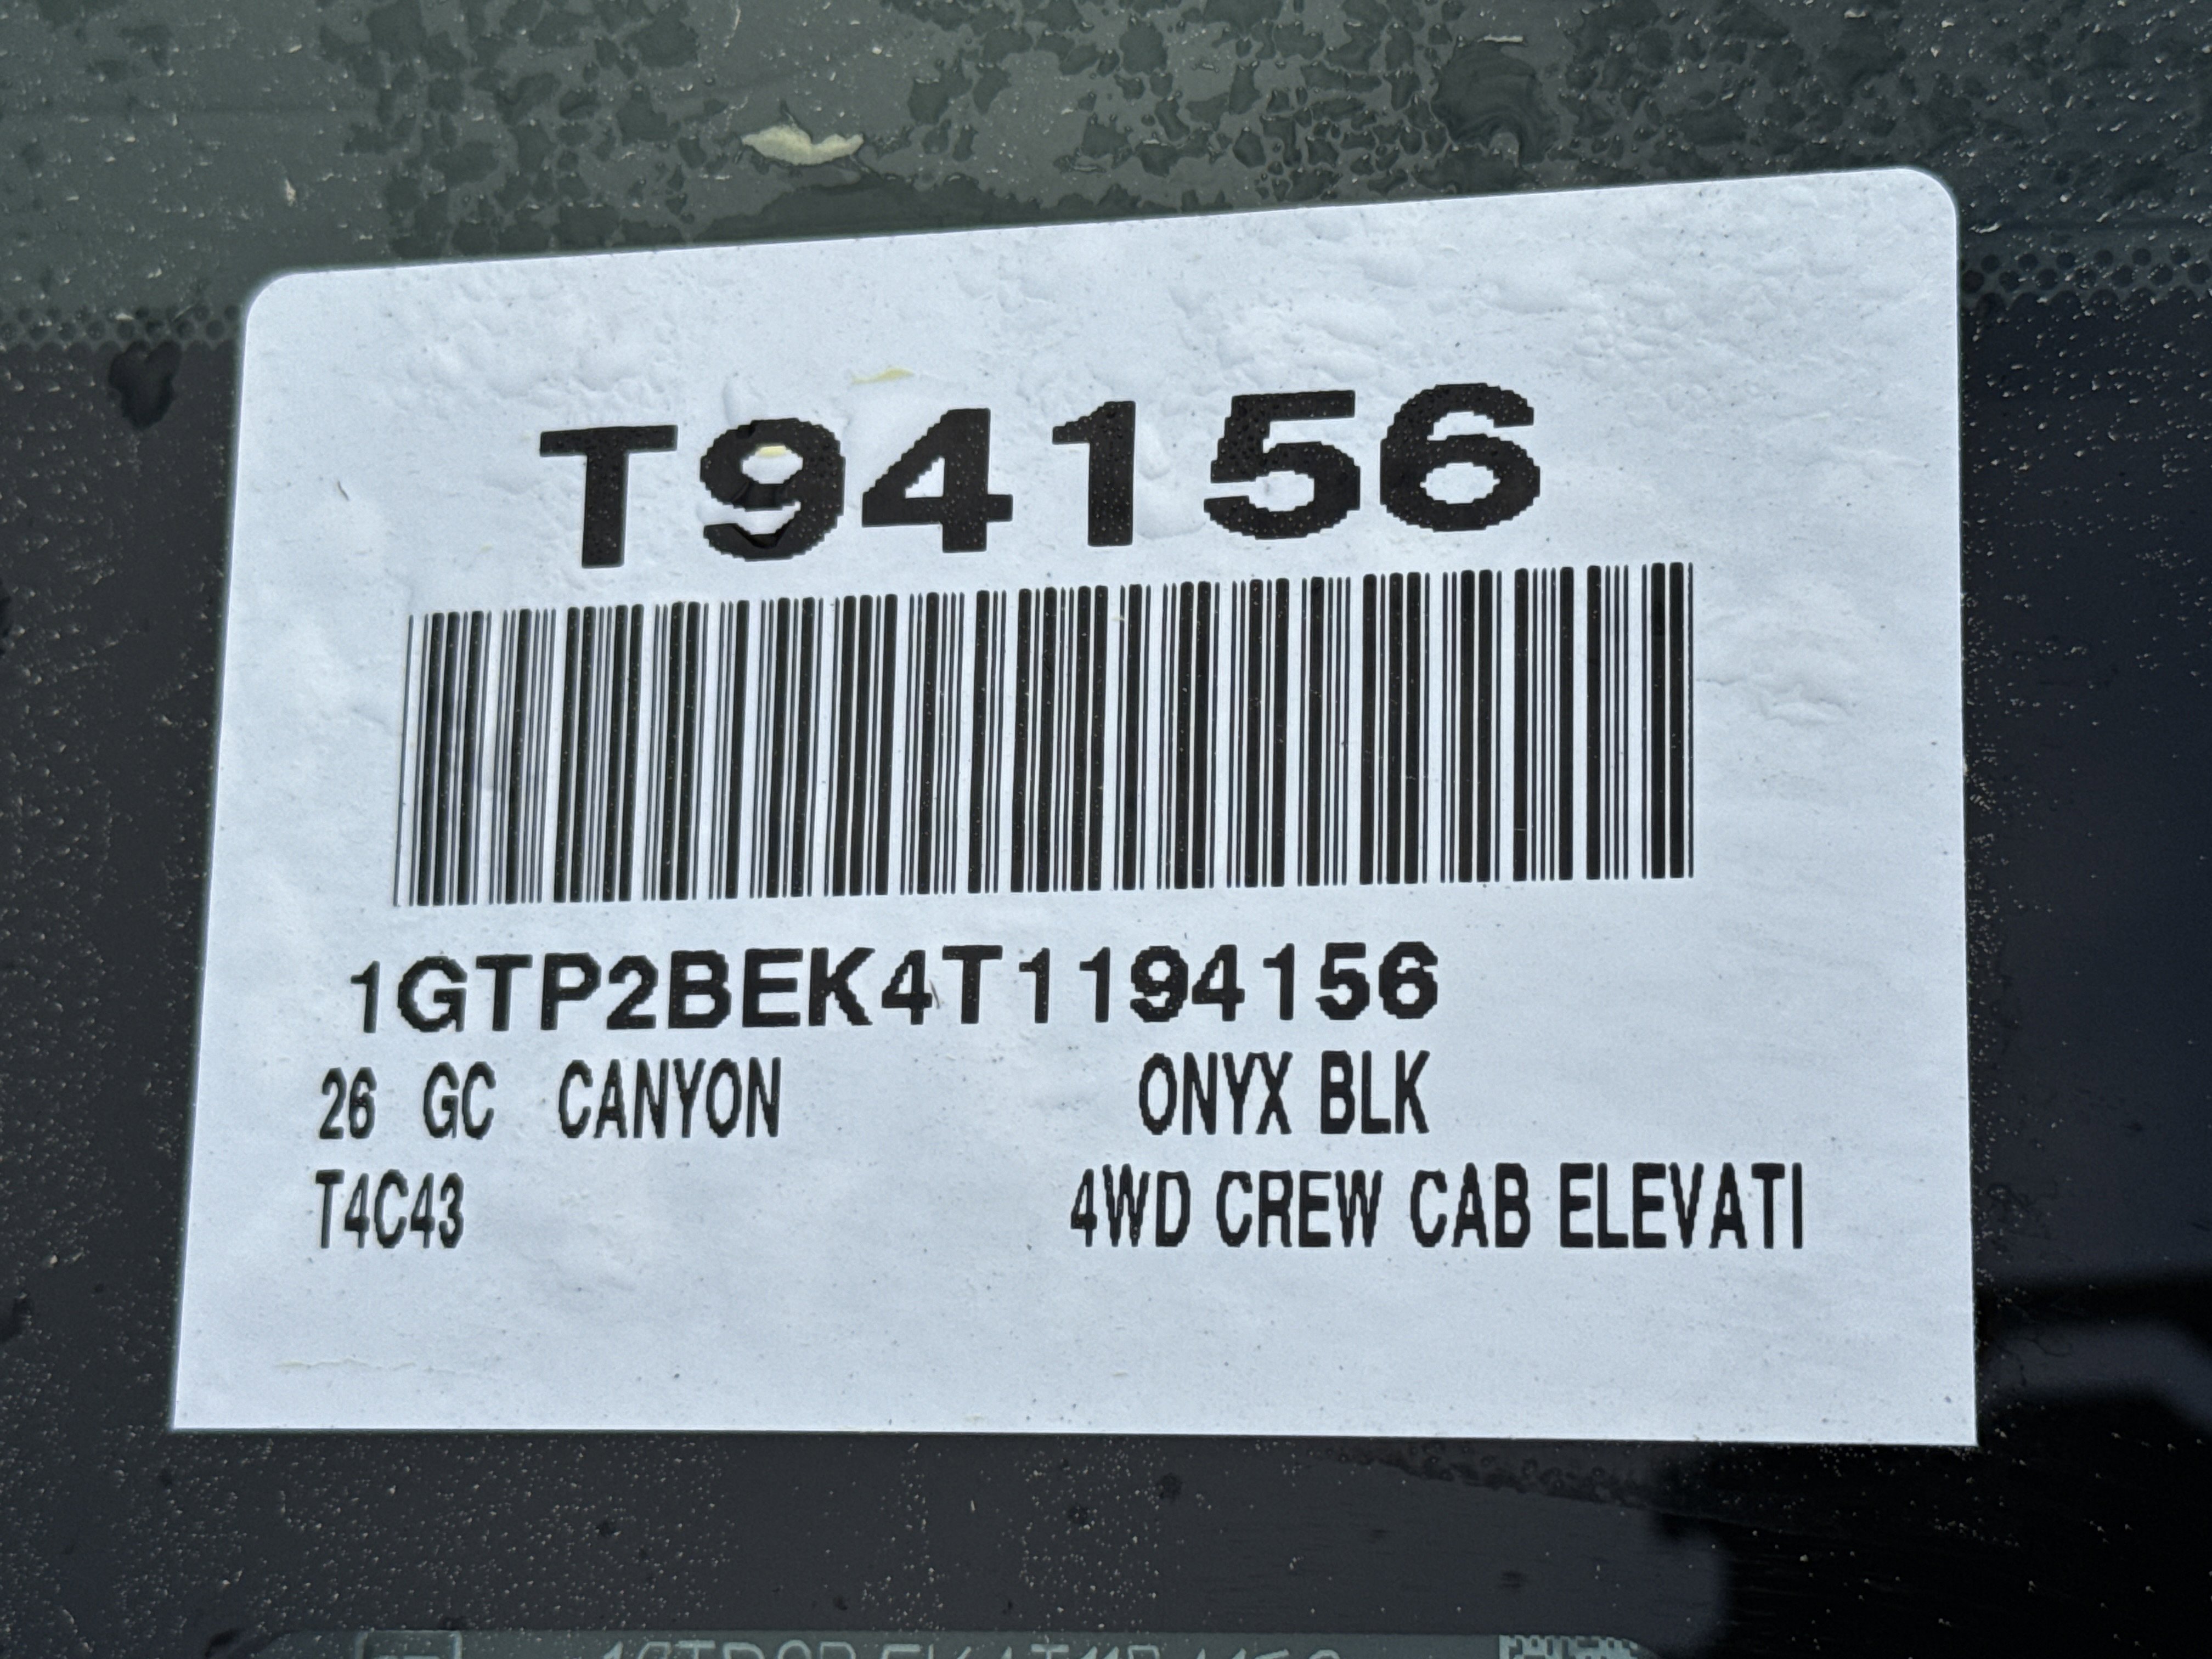 T94156
1GTP2BEK4T1194156
26 GC CANYON ONYX BLK
T4C43 4WD CREW CAB ELEVATI